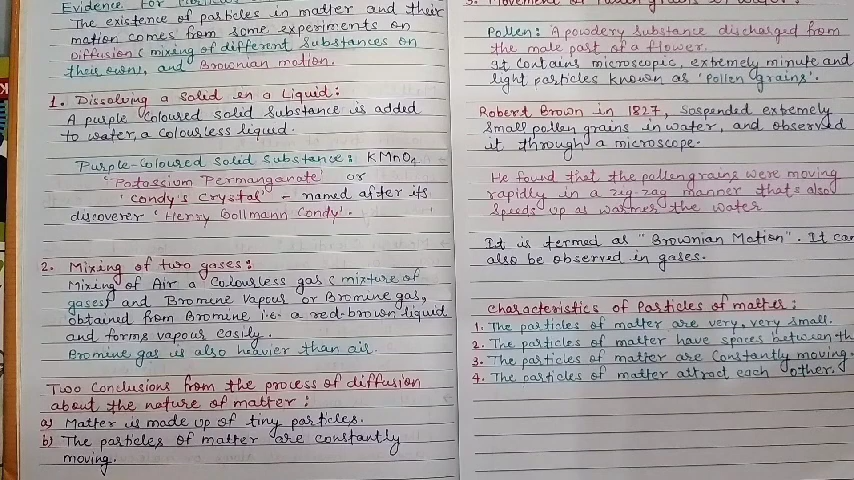 Evidence For
The existence of particles in matter and their
motion comes from some experiments on
Diffusion ( mixing of different substances on
their own), and Brownian motion.
1. Dissolving a Solid in a Liquid:
A purple coloured solid substance is added
to water, a colourless liquid.
Purple-coloured solid substance: KMnO4
'Potassium Permanganate' or
'Condy's Crystal' - named after its
discoverer 'Henry Bollmann Condy'.
2. Mixing of two gases:
Mixing of Air a colourless gas ( mixture of
gases) and Bromine Vapour or Bromine gas,
obtained from Bromine i.e. a red-brown liquid
and forms vapour easily.
Bromine gas is also heavier than air.
Two Conclusions from the process of diffusion
about the nature of matter:
a) Matter is made up of tiny particles.
b) The particles of matter are constantly
moving.
3. Movement of Pollen grains
Pollen: A powdery substance discharged from
the male part of a flower.
It contains microscopic, extremely minute and
light particles known as 'Pollen grains'.
Robert Brown in 1827, suspended extremely
small pollen grains in water, and observed
it through a microscope.
He found that the pollen grains were moving
rapidly in a zig-zag manner that's also
speeds up as warmer the water
It is termed as "Brownian Motion". It can
also be observed in gases.
Characteristics of Particles of matter:
1. The particles of matter are very, very small.
2. The particles of matter have spaces between th
3. The particles of matter are constantly moving.
4. The particles of matter attract each other.